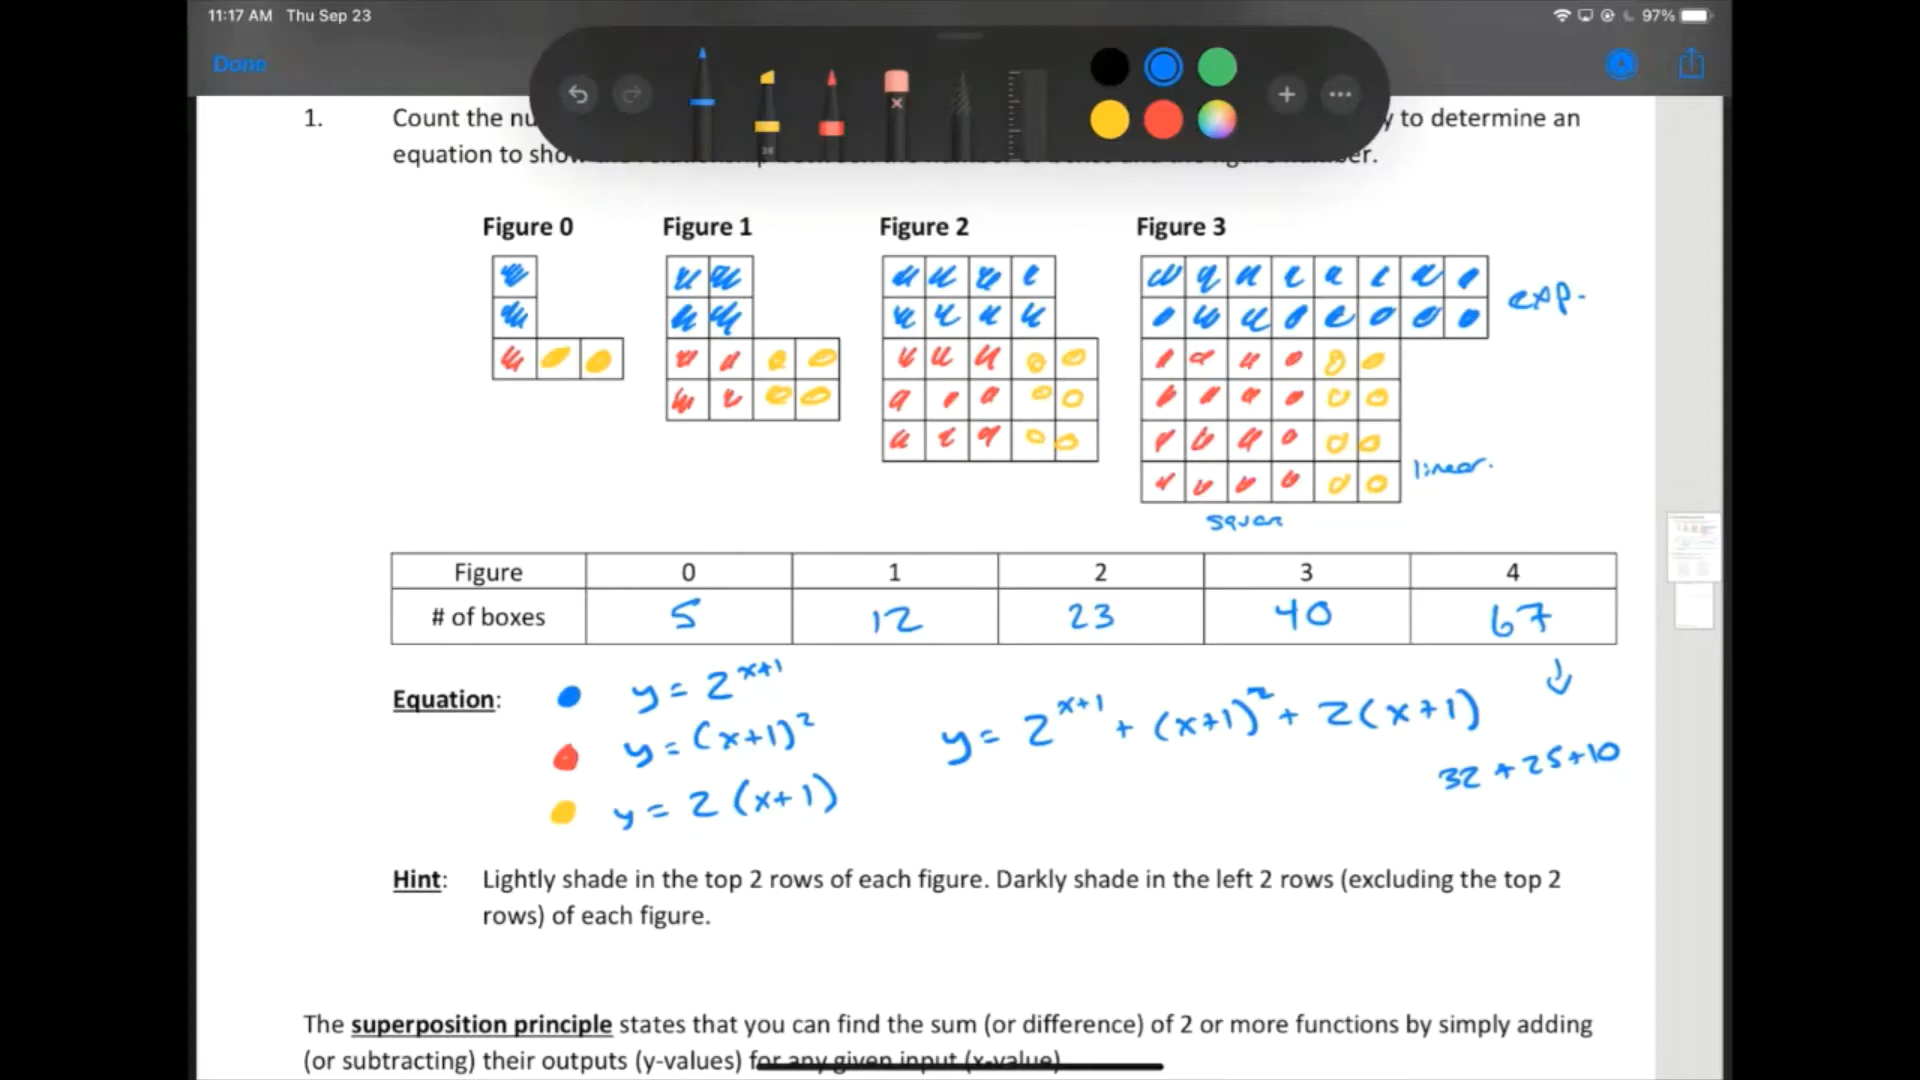 11:17 AM Thu Sep 23
97%
Done
1. Count the nu y to determine an
equation to sho er.
Figure 0 Figure 1 Figure 2 Figure 3
exp.
linear.
square
Figure 0 1 2 3 4
# of boxes 5 12 23 40 67
Equation: y = 2^(x+1)
y = (x+1)²
y = 2(x+1)
y = 2^(x+1) + (x+1)² + 2(x+1)
32 + 25 + 10
Hint: Lightly shade in the top 2 rows of each figure. Darkly shade in the left 2 rows (excluding the top 2
rows) of each figure.
The superposition principle states that you can find the sum (or difference) of 2 or more functions by simply adding
(or subtracting) their outputs (y-values) for any given input (x-value)